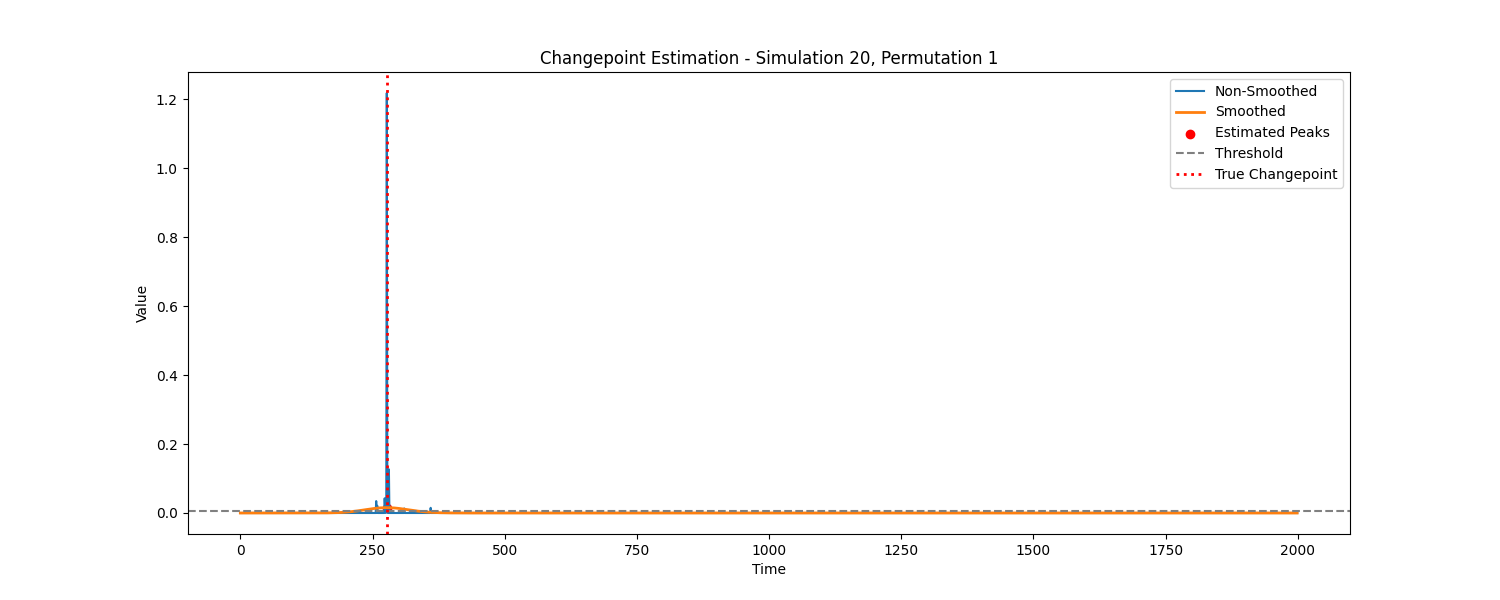 Changepoint Estimation - Simulation 20, Permutation 1
Non-Smoothed
Smoothed
Estimated Peaks
Threshold
True Changepoint
Value
1.2
1.0
0.8
0.6
0.4
0.2
0.0
0 250 500 750 1000 1250 1500 1750 2000
Time